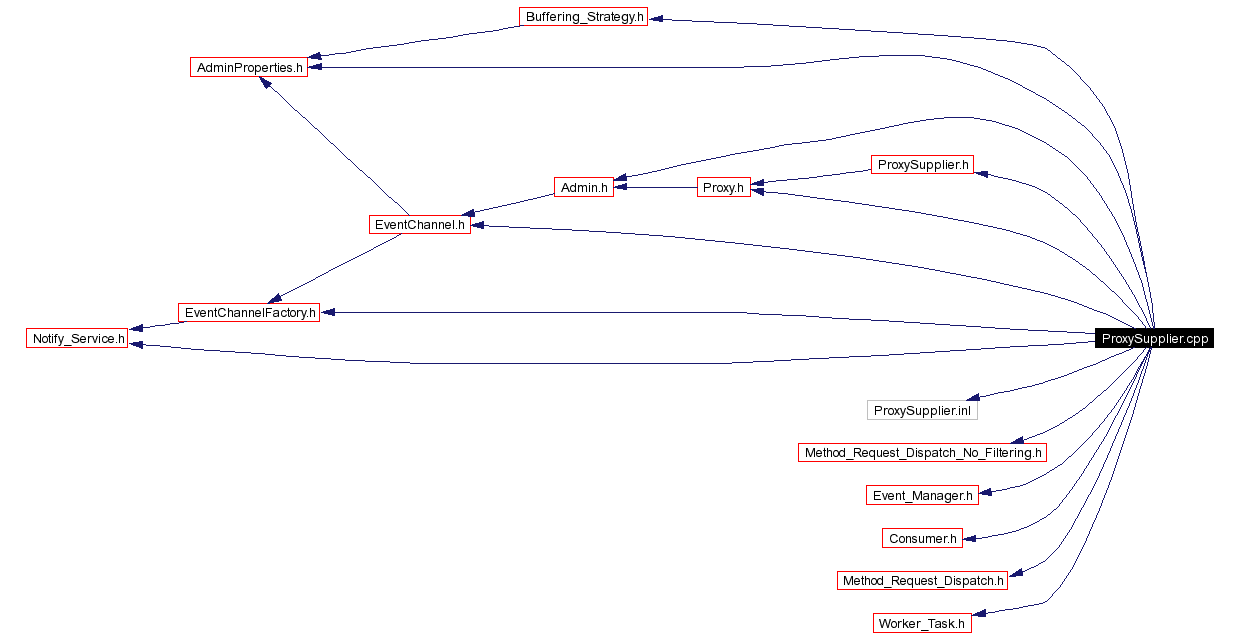 Buffering_Strategy.h
AdminProperties.h
ProxySupplier.h
Admin.h
Proxy.h
EventChannel.h
EventChannelFactory.h
Notify_Service.h
ProxySupplier.cpp
ProxySupplier.inl
Method_Request_Dispatch_No_Filtering.h
Event_Manager.h
Consumer.h
Method_Request_Dispatch.h
Worker_Task.h